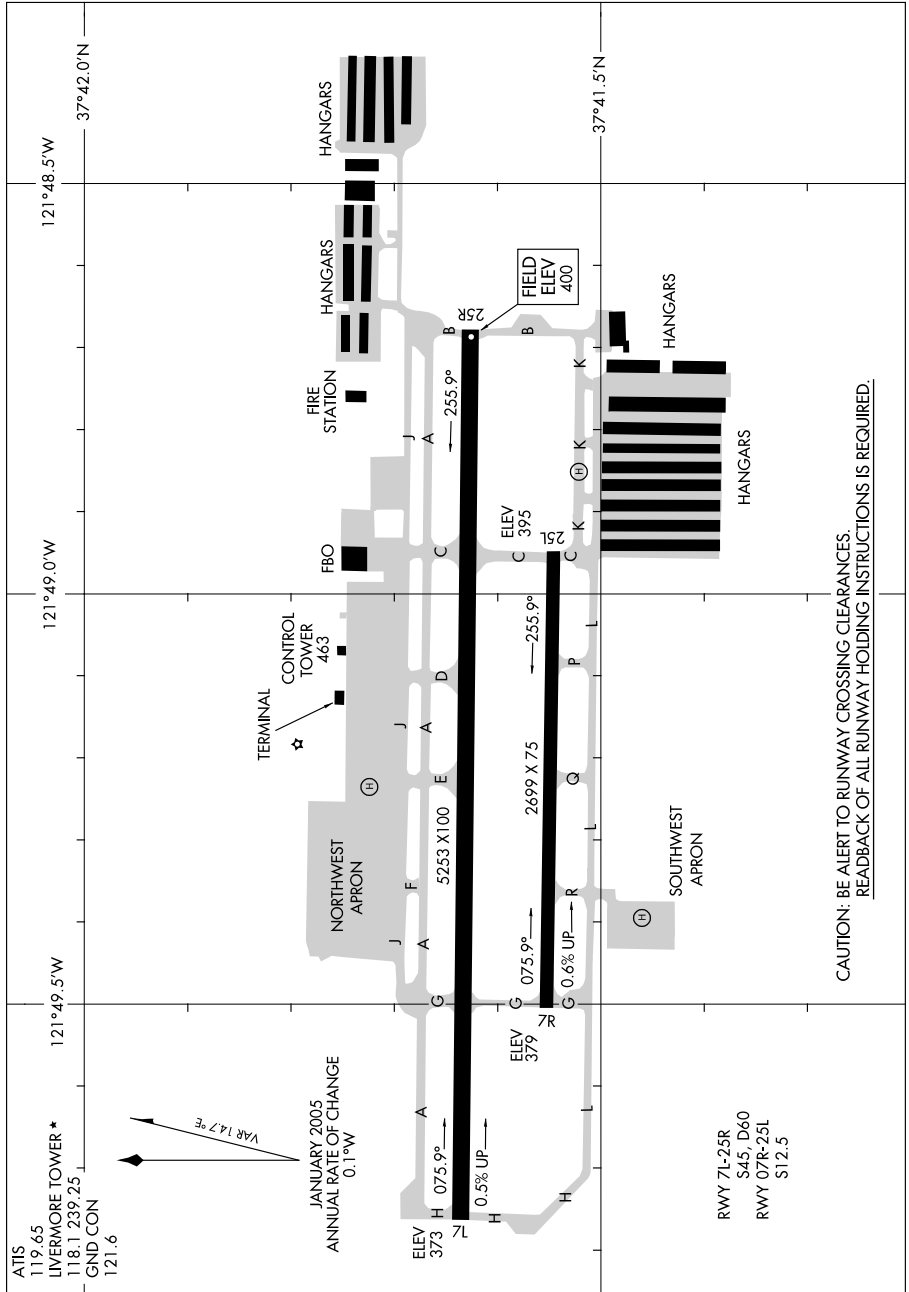 ATIS
119.65
LIVERMORE TOWER ★
118.1 239.25
GND CON
121.6
121°49.5'W
121°49.0'W
121°48.5'W
37°42.0'N
37°41.5'N
VAR 14.7°E
JANUARY 2005
ANNUAL RATE OF CHANGE
0.1°W
NORTHWEST
APRON
TERMINAL
CONTROL
TOWER
463
FBO
FIRE
STATION
HANGARS
HANGARS
H
J
F
J
J
A
A
A
A
H
G
E
D
C
B
ELEV
373
7L
075.9°
0.5% UP
5253 X100
255.9°
25R
FIELD
ELEV
400
H
H
G
C
B
ELEV
379
7R
075.9°
0.6% UP
2699 X 75
255.9°
ELEV
395
25L
G
R
Q
P
C
K
K
K
H
L
L
L
H
SOUTHWEST
APRON
HANGARS
HANGARS
RWY 7L-25R
S45, D60
RWY 07R-25L
S12.5
CAUTION: BE ALERT TO RUNWAY CROSSING CLEARANCES.
READBACK OF ALL RUNWAY HOLDING INSTRUCTIONS IS REQUIRED.